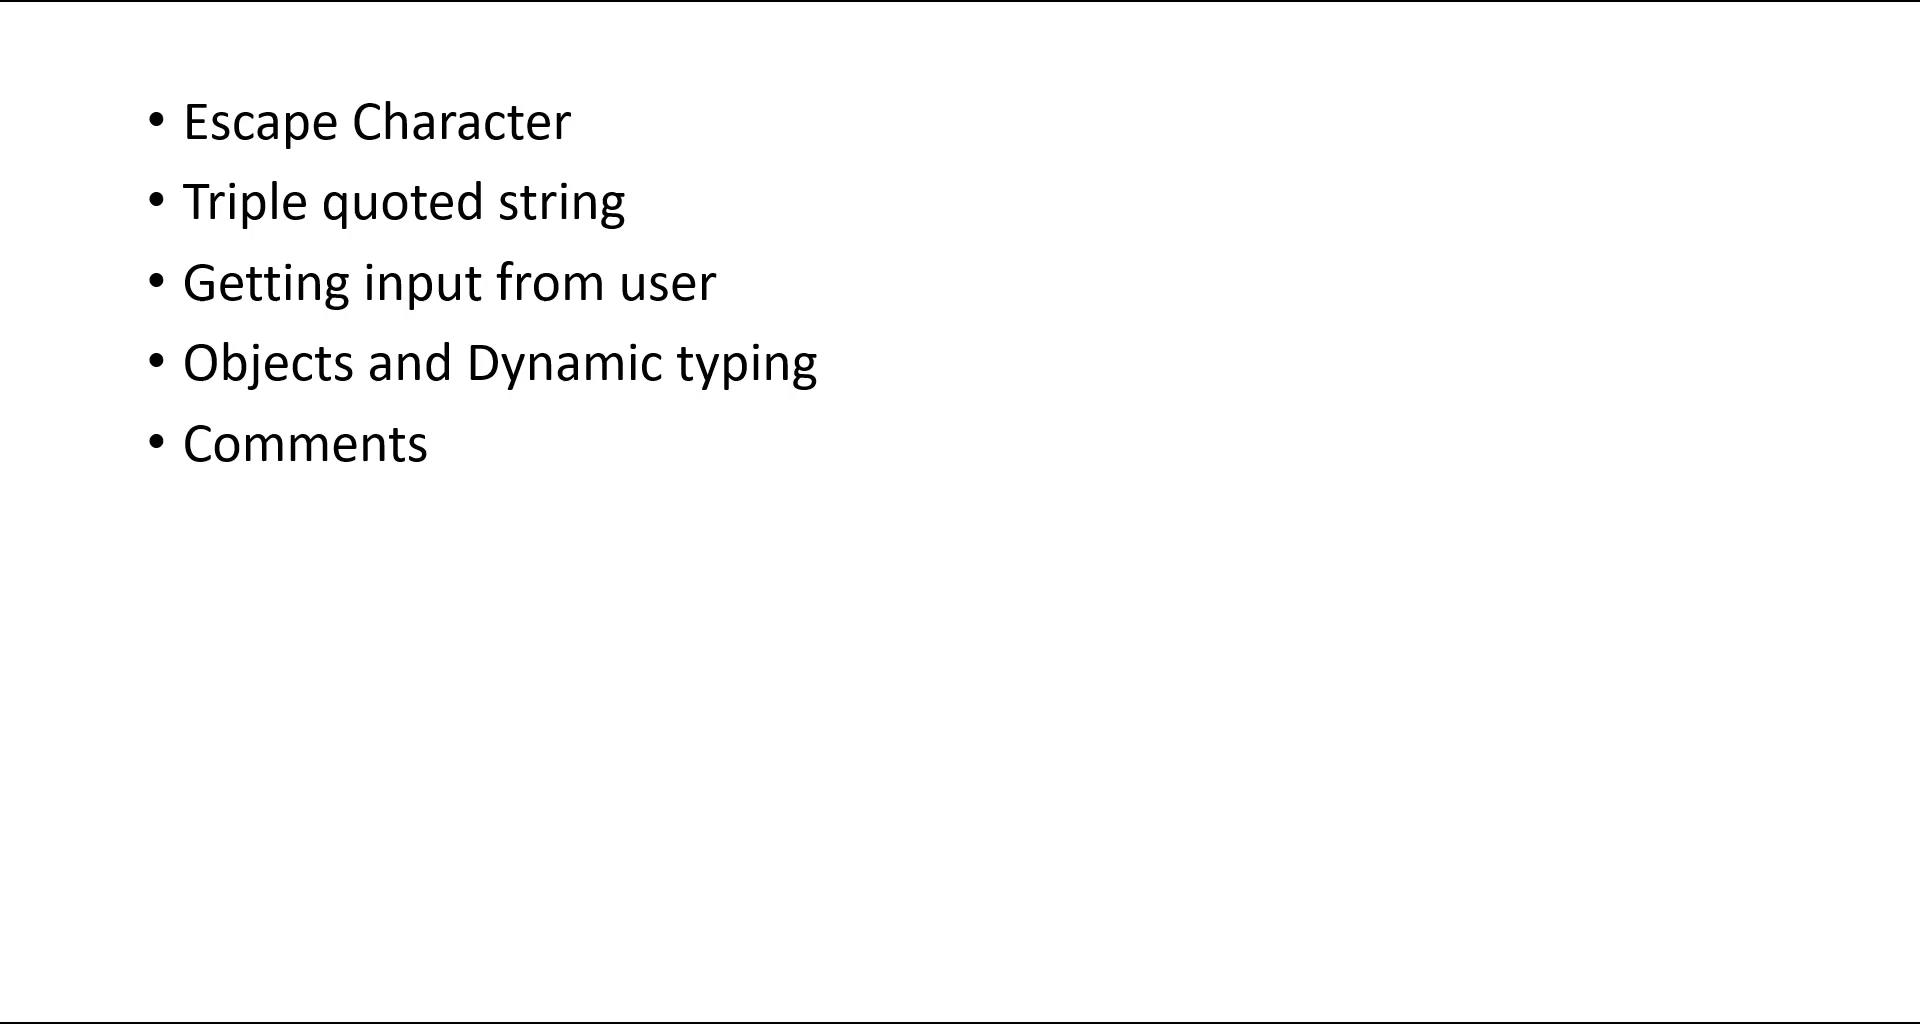 • Escape Character
• Triple quoted string
• Getting input from user
• Objects and Dynamic typing
• Comments